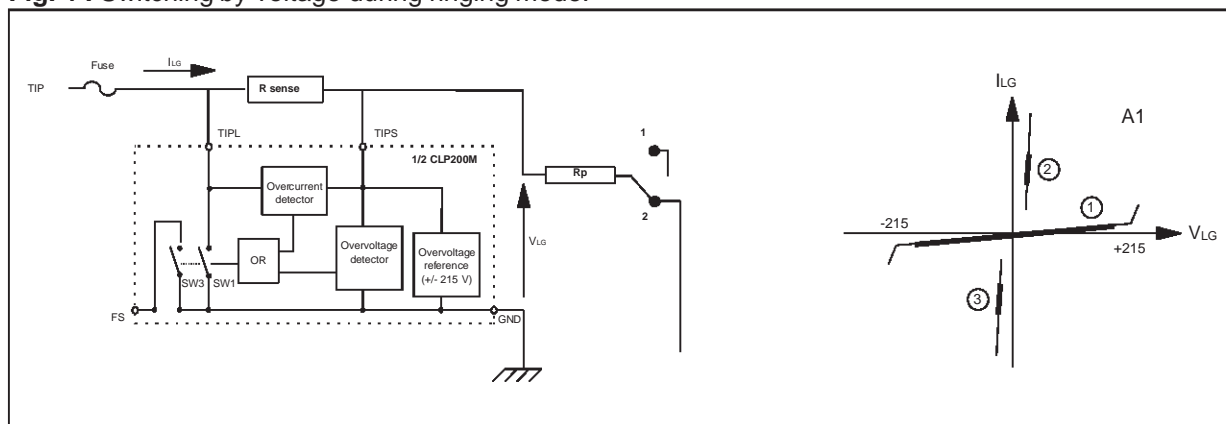 Fig. : Switching by voltage during ringing mode.
Fuse
ILG
TIP
R sense
TIPL
TIPS
1/2 CLP200M
Overcurrent
detector
OR
Overvoltage
detector
Overvoltage
reference
(+/- 215 V)
SW3
SW1
FS
GND
VLG
Rp
1
2
ILG
A1
2
1
-215
VLG
+215
3